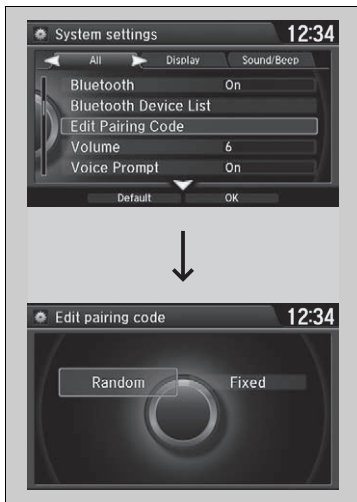 System settings 12:34
All Display Sound/Beep
Bluetooth On
Bluetooth Device List
Edit Pairing Code
Volume 6
Voice Prompt On
Default OK
Edit pairing code 12:34
Random Fixed